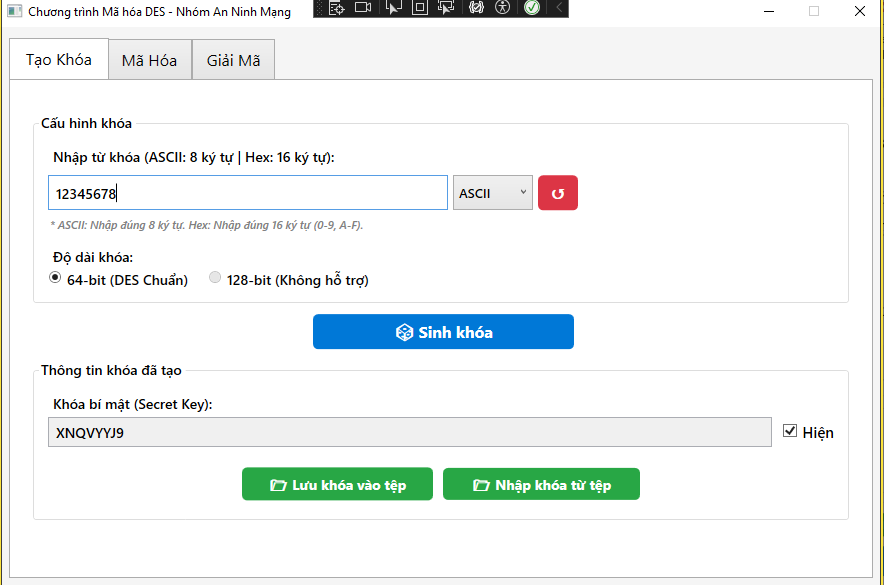 Chương trình Mã hóa DES - Nhóm An Ninh Mạng
Tạo Khóa
Mã Hóa
Giải Mã
Cấu hình khóa
Nhập từ khóa (ASCII: 8 ký tự | Hex: 16 ký tự):
12345678
ASCII
* ASCII: Nhập đúng 8 ký tự. Hex: Nhập đúng 16 ký tự (0-9, A-F).
Độ dài khóa:
64-bit (DES Chuẩn)
128-bit (Không hỗ trợ)
Sinh khóa
Thông tin khóa đã tạo
Khóa bí mật (Secret Key):
XNQVYYJ9
Hiện
Lưu khóa vào tệp
Nhập khóa từ tệp